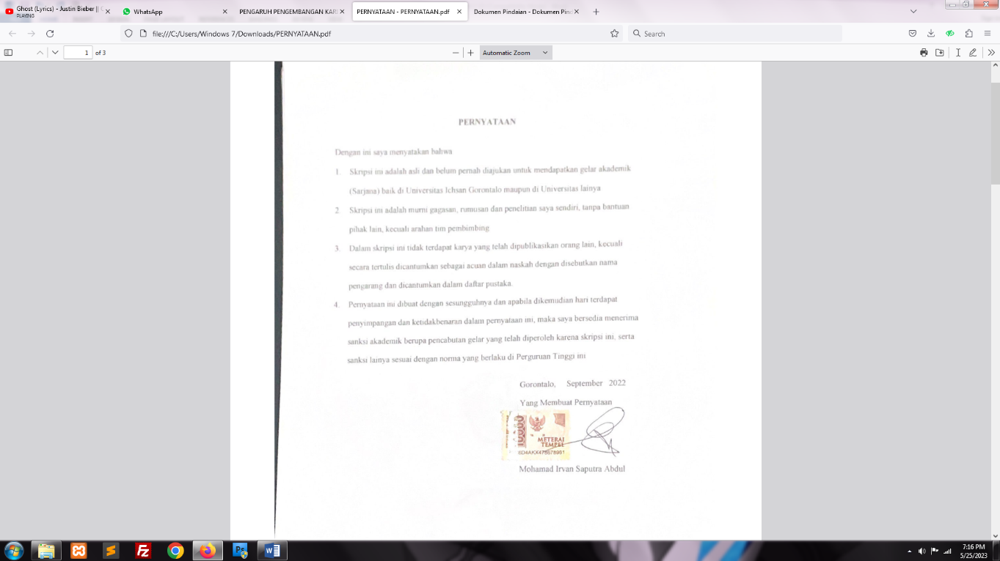 Ghost (Lyrics) - Justin Bieber ||
PLAYING
WhatsApp
PENGARUH PENGEMBANGAN KAR
PERNYATAAN - PERNYATAAN.pdf
Dokumen Pindaian - Dokumen Pind
file:///C:/Users/Windows 7/Downloads/PERNYATAAN.pdf
Search
1 of 3
Automatic Zoom
PERNYATAAN
Dengan ini saya menyatakan bahwa
1. Skripsi ini adalah asli dan belum pernah diajukan untuk mendapatkan gelar akademik
(Sarjana) baik di Universitas Ichsan Gorontalo maupun di Universitas lainya
2. Skripsi ini adalah murni gagasan, rumusan dan penelitian saya sendiri, tanpa bantuan
pihak lain, kecuali arahan tim pembimbing
3. Dalam skripsi ini tidak terdapat karya yang telah dipublikasikan orang lain, kecuali
secara tertulis dicantumkan sebagai acuan dalam naskah dengan disebutkan nama
pengarang dan dicantumkan dalam daftar pustaka.
4. Pernyataan ini dibuat dengan sesungguhnya dan apabila dikemudian hari terdapat
penyimpangan dan ketidakbenaran dalam pernyataan ini, maka saya bersedia menerima
sanksi akademik berupa pencabutan gelar yang telah diperoleh karena skripsi ini, serta
sanksi lainya sesuai dengan norma yang berlaku di Perguruan Tinggi ini
Gorontalo, September 2022
Yang Membuat Pernyataan
10000
METERAI
TEMPEL
Mohamad Irvan Saputra Abdul
7:16 PM
5/25/2023